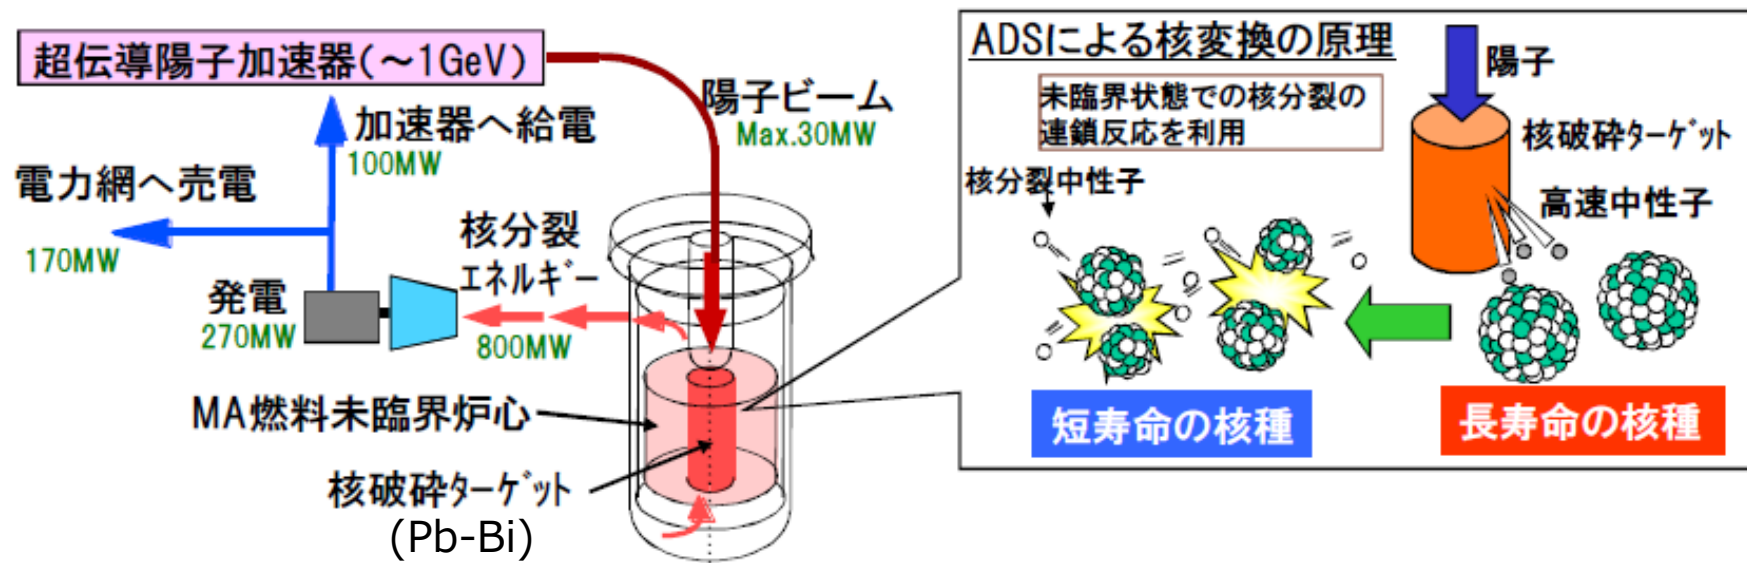 超伝導陽子加速器(～1GeV)
陽子ビーム
Max.30MW
加速器へ給電
100MW
電力網へ売電
170MW
核分裂
エネルギー
発電
270MW
800MW
MA燃料未臨界炉心
核破砕ターゲット
(Pb-Bi)
ADSによる核変換の原理
未臨界状態での核分裂の
連鎖反応を利用
陽子
核破砕ターゲット
核分裂中性子
高速中性子
短寿命の核種
長寿命の核種